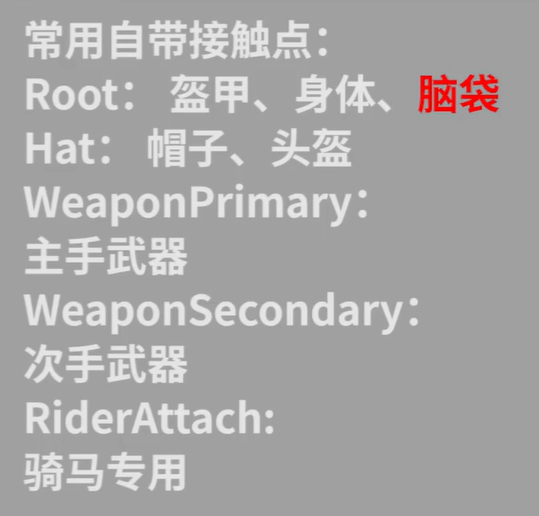 常用自带接触点：
Root： 盔甲、身体、脑袋
Hat： 帽子、头盔
WeaponPrimary：
主手武器
WeaponSecondary：
次手武器
RiderAttach:
骑马专用